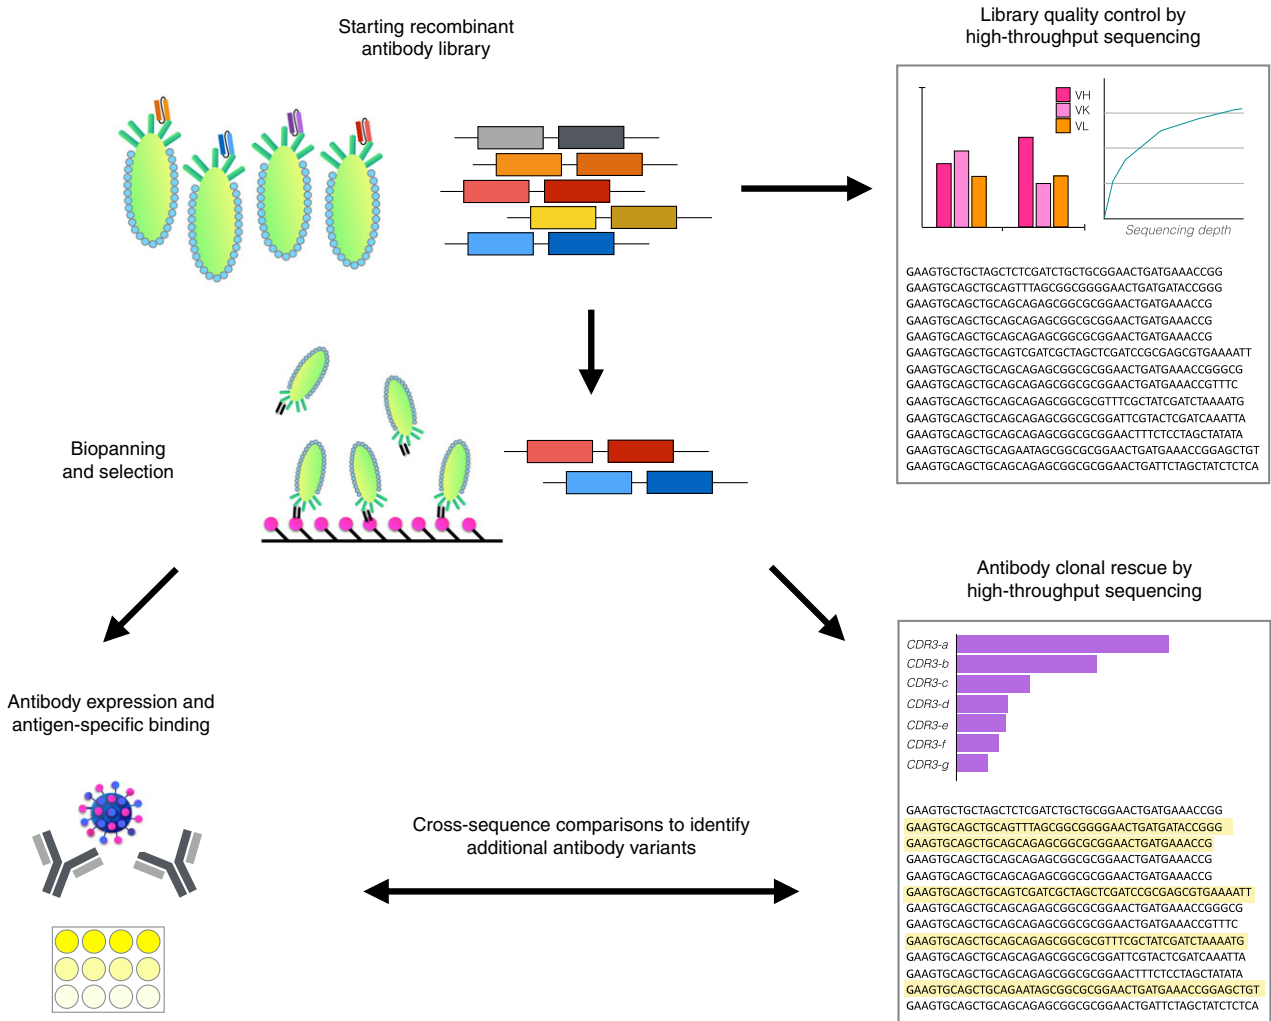 Starting recombinant
antibody library
Library quality control by
high-throughput sequencing
VH
VK
VL
Sequencing depth
GAAGTGCTGCTAGCTCTCGATCTGCTGCGGAACTGATGAAACCGG
GAAGTGCAGCTGCAGTTTAGCGGCGGGGAACTGATGATACCGGG
GAAGTGCAGCTGCAGCAGAGCGGCGCGGAACTGATGAAACCG
GAAGTGCAGCTGCAGCAGAGCGGCGCGGAACTGATGAAACCG
GAAGTGCAGCTGCAGCAGAGCGGCGCGGAACTGATGAAACCG
GAAGTGCAGCTGCAGTCGATCGCTAGCTCGATCCGCGAGCGTGAAAATT
GAAGTGCAGCTGCAGCAGAGCGGCGCGGAACTGATGAAACCGGGCG
GAAGTGCAGCTGCAGCAGAGCGGCGCGGAACTGATGAAACCGTTTC
GAAGTGCAGCTGCAGCAGAGCGGCGCGTTTCGCTATCGATCTAAAATG
GAAGTGCAGCTGCAGCAGAGCGGCGCGGATTCGTACTCGATCAAATTA
GAAGTGCAGCTGCAGCAGAGCGGCGCGGAACTTTCTCCTAGCTATATA
GAAGTGCAGCTGCAGAATAGCGGCGCGGAACTGATGAAACCGGAGCTGT
GAAGTGCAGCTGCAGCAGAGCGGCGCGGAACTGATTCTAGCTATCTCTCA
Biopanning
and selection
Antibody clonal rescue by
high-throughput sequencing
CDR3-a
CDR3-b
CDR3-c
CDR3-d
CDR3-e
CDR3-f
CDR3-g
GAAGTGCTGCTAGCTCTCGATCTGCTGCGGAACTGATGAAACCGG
GAAGTGCAGCTGCAGTTTAGCGGCGGGGAACTGATGATACCGGG
GAAGTGCAGCTGCAGCAGAGCGGCGCGGAACTGATGAAACCG
GAAGTGCAGCTGCAGCAGAGCGGCGCGGAACTGATGAAACCG
GAAGTGCAGCTGCAGCAGAGCGGCGCGGAACTGATGAAACCG
GAAGTGCAGCTGCAGTCGATCGCTAGCTCGATCCGCGAGCGTGAAAATT
GAAGTGCAGCTGCAGCAGAGCGGCGCGGAACTGATGAAACCGGGCG
GAAGTGCAGCTGCAGCAGAGCGGCGCGGAACTGATGAAACCGTTTC
GAAGTGCAGCTGCAGCAGAGCGGCGCGTTTCGCTATCGATCTAAAATG
GAAGTGCAGCTGCAGCAGAGCGGCGCGGATTCGTACTCGATCAAATTA
GAAGTGCAGCTGCAGCAGAGCGGCGCGGAACTTTCTCCTAGCTATATA
GAAGTGCAGCTGCAGAATAGCGGCGCGGAACTGATGAAACCGGAGCTGT
GAAGTGCAGCTGCAGCAGAGCGGCGCGGAACTGATTCTAGCTATCTCTCA
Antibody expression and
antigen-specific binding
Cross-sequence comparisons to identify
additional antibody variants